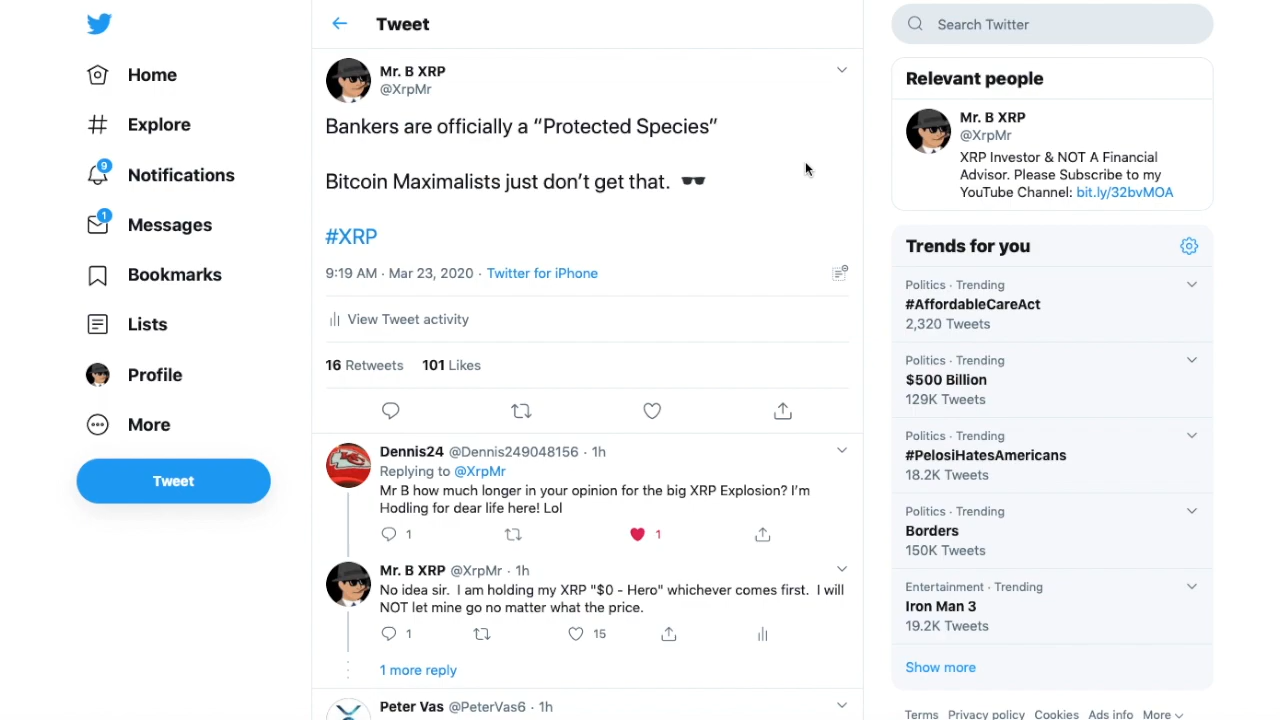 Home
Explore
9
Notifications
1
Messages
Bookmarks
Lists
Profile
More
Tweet
Tweet
Mr. B XRP
@XrpMr
Bankers are officially a “Protected Species”
Bitcoin Maximalists just don’t get that. 🕶️
#XRP
9:19 AM · Mar 23, 2020 · Twitter for iPhone
View Tweet activity
16 Retweets 101 Likes
Dennis24 @Dennis249048156 · 1h
Replying to @XrpMr
Mr B how much longer in your opinion for the big XRP Explosion? I’m
Hodling for dear life here! Lol
1 1
Mr. B XRP @XrpMr · 1h
No idea sir. I am holding my XRP "$0 - Hero" whichever comes first. I will
NOT let mine go no matter what the price.
1 15
1 more reply
Peter Vas @PeterVas6 · 1h
Search Twitter
Relevant people
Mr. B XRP
@XrpMr
XRP Investor & NOT A Financial
Advisor. Please Subscribe to my
YouTube Channel: bit.ly/32bvMOA
Trends for you
Politics · Trending
#AffordableCareAct
2,320 Tweets
Politics · Trending
$500 Billion
129K Tweets
Politics · Trending
#PelosiHatesAmericans
18.2K Tweets
Politics · Trending
Borders
150K Tweets
Entertainment · Trending
Iron Man 3
19.2K Tweets
Show more
Terms Privacy policy Cookies Ads info More